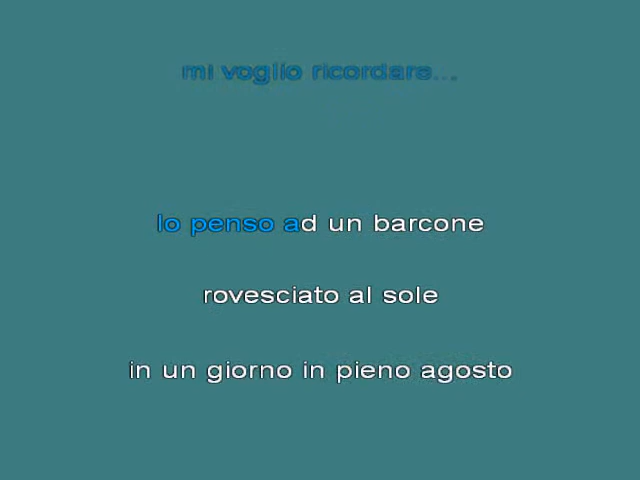 mi voglio ricordare...
Io penso ad un barcone
rovesciato al sole
in un giorno in pieno agosto